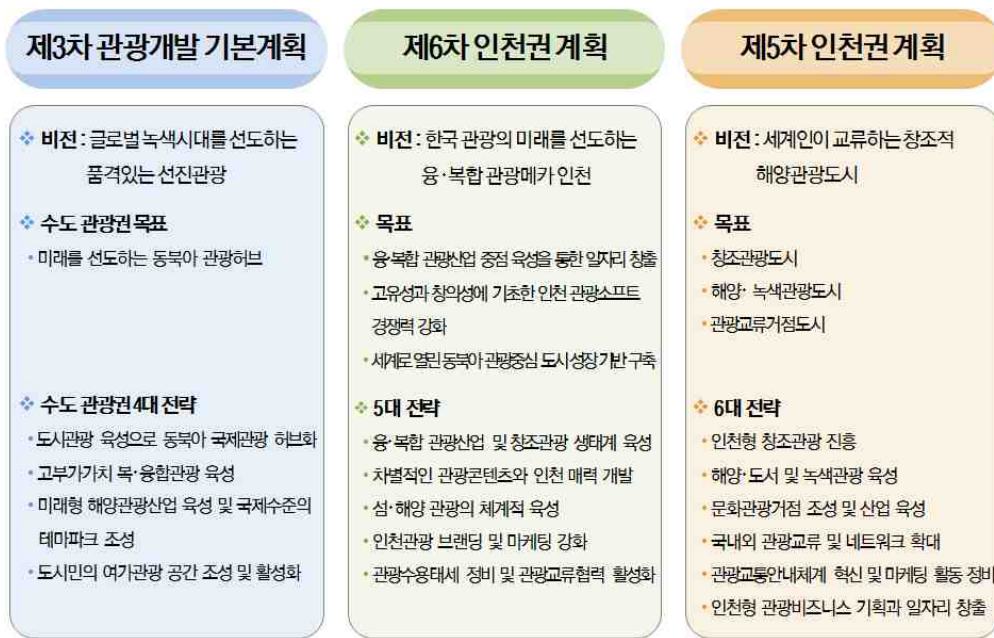 제3차 관광개발 기본계획
비전 : 글로벌 녹색시대를 선도하는
품격있는 선진관광
수도 관광권 목표
미래를 선도하는 동북아 관광허브
수도 관광권 4대 전략
도시관광 육성으로 동북아 국제관광 허브화
고부가가치 복·융합관광 육성
미래형 해양관광산업 육성 및 국제수준의
테마파크 조성
도시민의 여가관광 공간 조성 및 활성화
제6차 인천권 계획
비전 : 한국 관광의 미래를 선도하는
융·복합 관광메카 인천
목표
융·복합 관광산업 중점 육성을 통한 일자리 창출
고유성과 창의성에 기초한 인천 관광소프트
경쟁력 강화
세계로 열린 동북아 관광중심 도시 성장 기반 구축
5대 전략
융·복합 관광산업 및 창조관광 생태계 육성
차별적인 관광콘텐츠와 인천 매력 개발
섬·해양 관광의 체계적 육성
인천관광 브랜딩 및 마케팅 강화
관광수용태세 정비 및 관광교류협력 활성화
제5차 인천권 계획
비전 : 세계인이 교류하는 창조적
해양관광도시
목표
창조관광도시
해양· 녹색관광도시
관광교류거점도시
6대 전략
인천형 창조관광 진흥
해양·도서 및 녹색관광 육성
문화관광거점 조성 및 산업 육성
국내외 관광교류 및 네트워크 확대
관광교통안내체계 혁신 및 마케팅 활동 정비
인천형 관광비즈니스 기획과 일자리 창출